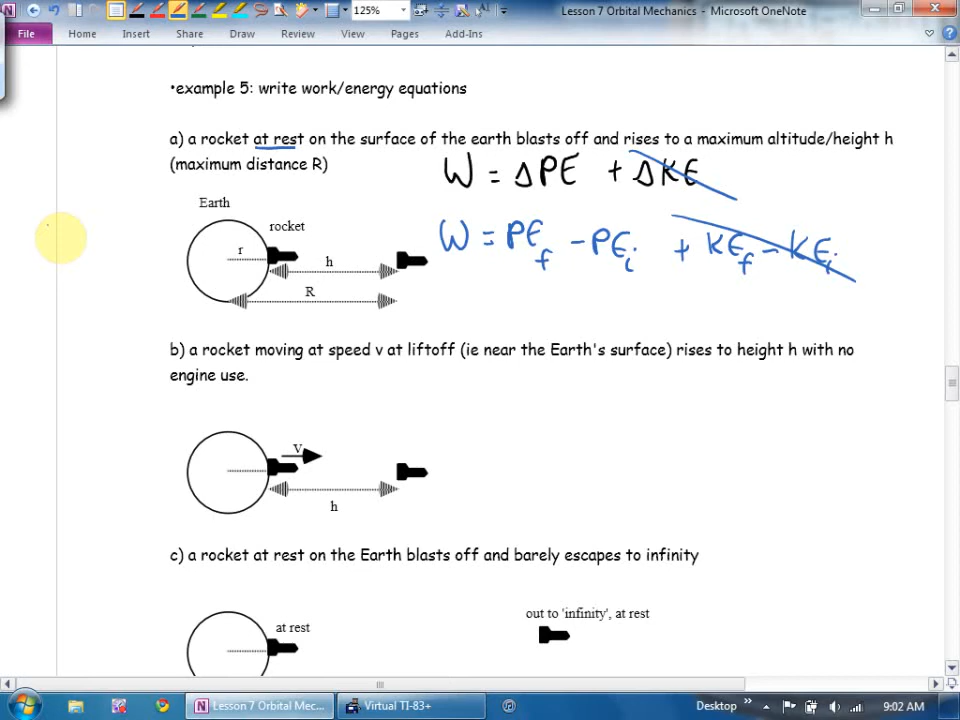 125%
Lesson 7 Orbital Mechanics - Microsoft OneNote
File Home Insert Share Draw Review View Pages Add-Ins
•example 5: write work/energy equations
a) a rocket at rest on the surface of the earth blasts off and rises to a maximum altitude/height h
(maximum distance R)
W = ΔPE + ΔKE
Earth
rocket
W = PEf - PEi + KEf - KEi
r
h
R
b) a rocket moving at speed v at liftoff (ie near the Earth's surface) rises to height h with no
engine use.
V
h
c) a rocket at rest on the Earth blasts off and barely escapes to infinity
out to 'infinity', at rest
at rest
Lesson 7 Orbital Mec...
Virtual TI-83+
Desktop
9:02 AM